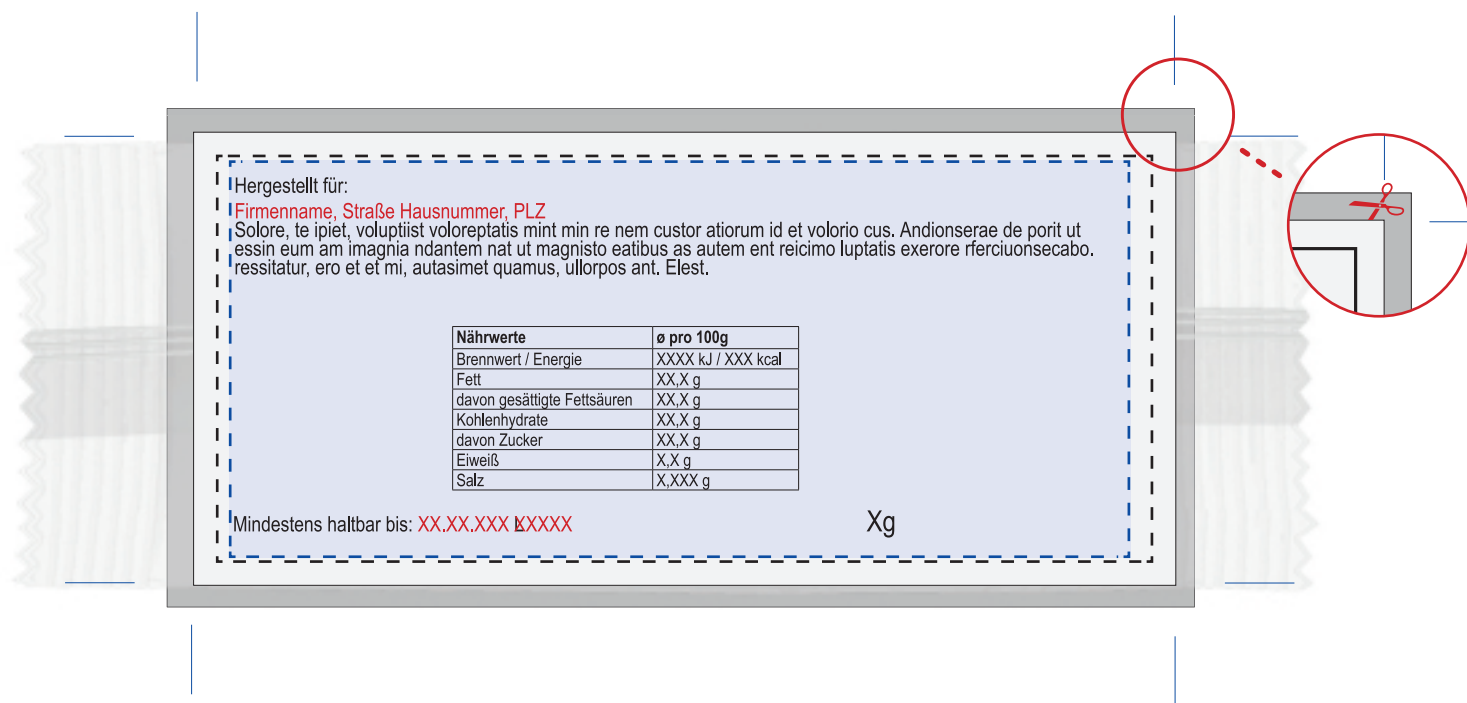 Hergestellt für:
Firmenname, Straße Hausnummer, PLZ
Solore, te ipiet, voluptiist voloreptatis mint min re nem custor atiorum id et volorio cus. Andionserae de porit ut
essin eum am imagnia ndantem nat ut magnisto eatibus as autem ent reicimo luptatis exerore rferciuonsecabo.
ressitatur, ero et et mi, autasimet quamus, ullorpos ant. Elest.
Nährwerte ø pro 100g
Brennwert / Energie XXXX kJ / XXX kcal
Fett XX,X g
davon gesättigte Fettsäuren XX,X g
Kohlenhydrate XX,X g
davon Zucker XX,X g
Eiweiß X,X g
Salz X,XXX g
Mindestens haltbar bis: XX.XX.XXX LXXXXX Xg